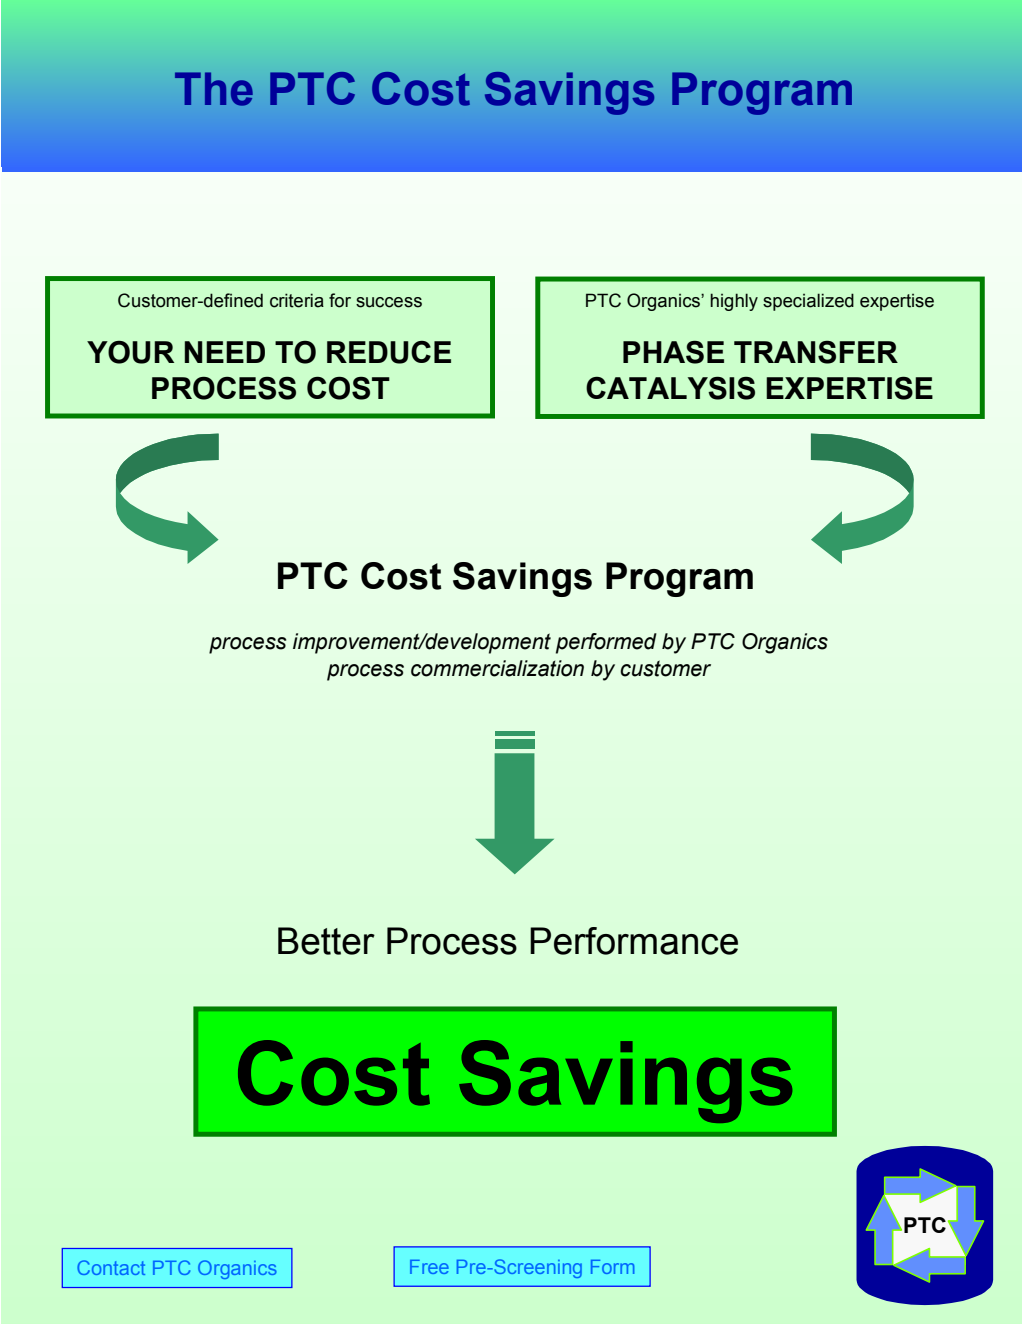 The PTC Cost Savings Program
Customer-defined criteria for success
YOUR NEED TO REDUCE
PROCESS COST
PTC Organics’ highly specialized expertise
PHASE TRANSFER
CATALYSIS EXPERTISE
PTC Cost Savings Program
process improvement/development performed by PTC Organics
process commercialization by customer
Better Process Performance
Cost Savings
PTC
Contact PTC Organics
Free Pre-Screening Form